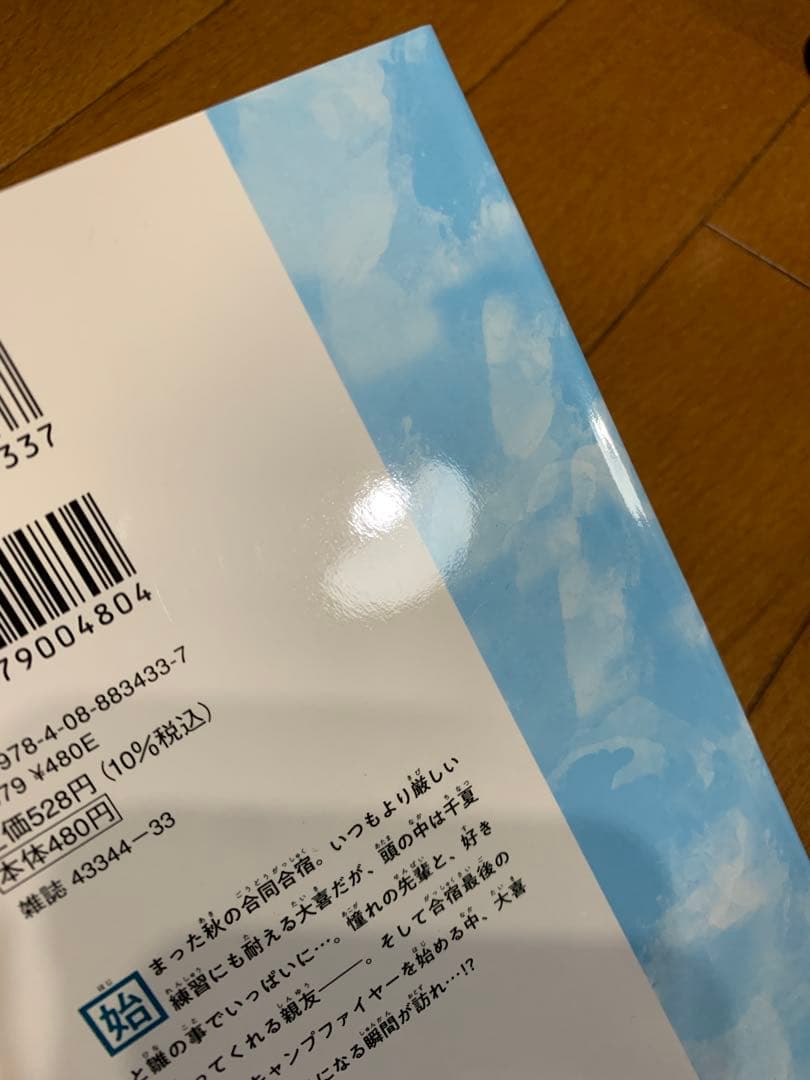 337
79004804
978-4-08-883433-7
79 ¥480E
価528円(10%税込)
本体480円
雑誌 43344-33
始まった秋の合同合宿。いつもより厳しい
練習にも耐える大喜だが、頭の中は千夏
と雛の事でいっぱいに…。憧れの先輩と、好き
ってくれる親友――。そして合宿最後の
キャンプファイヤーを始める中、大喜
になる瞬間が訪れ…!?